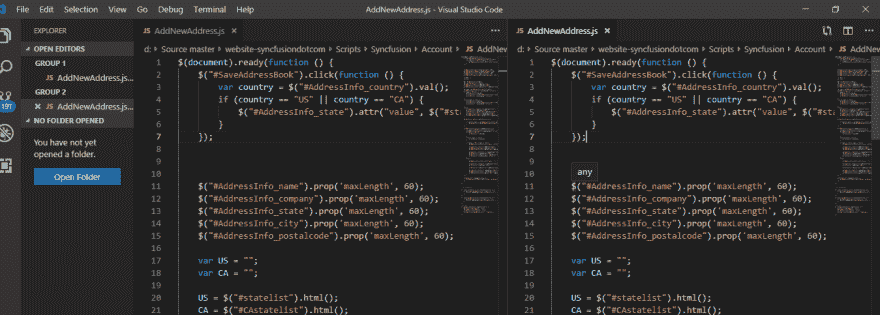 File Edit Selection View Go Debug Terminal Help
AddNewAddress.js - Visual Studio Code
EXPLORER
OPEN EDITORS
GROUP 1
AddNewAddress.js...
GROUP 2
AddNewAddress.js...
NO FOLDER OPENED
You have not yet
opened a folder.
Open Folder
197
AddNewAddress.js
d: > Source master > website-syncfusiondotcom > Scripts > Syncfusion > Account > AddNew
1 $(document).ready(function () {
2 $("#SaveAddressBook").click(function () {
3 var country = $("#AddressInfo_country").val();
4 if (country == "US" || country == "CA") {
5 $("#AddressInfo_state").attr("value", $("#st
6 }
7 });
8
9
10
11 $("#AddressInfo_name").prop('maxLength', 60);
12 $("#AddressInfo_company").prop('maxLength', 60);
13 $("#AddressInfo_state").prop('maxLength', 60);
14 $("#AddressInfo_city").prop('maxLength', 60);
15 $("#AddressInfo_postalcode").prop('maxLength', 60);
16
17 var US = "";
18 var CA = "";
19
20 US = $("#statelist").html();
21 CA = $("#CAstatelist").html();
AddNewAddress.js
d: > Source master > website-syncfusiondotcom > Scripts > Syncfusion > Account > AddNew
1 $(document).ready(function () {
2 $("#SaveAddressBook").click(function () {
3 var country = $("#AddressInfo_country").val();
4 if (country == "US" || country == "CA") {
5 $("#AddressInfo_state").attr("value", $("#s
6 }
7 });
8
9
10
any
11 $("#AddressInfo_name").prop('maxLength', 60);
12 $("#AddressInfo_company").prop('maxLength', 60);
13 $("#AddressInfo_state").prop('maxLength', 60);
14 $("#AddressInfo_city").prop('maxLength', 60);
15 $("#AddressInfo_postalcode").prop('maxLength', 60);
16
17 var US = "";
18 var CA = "";
19
20 US = $("#statelist").html();
21 CA = $("#CAstatelist").html();